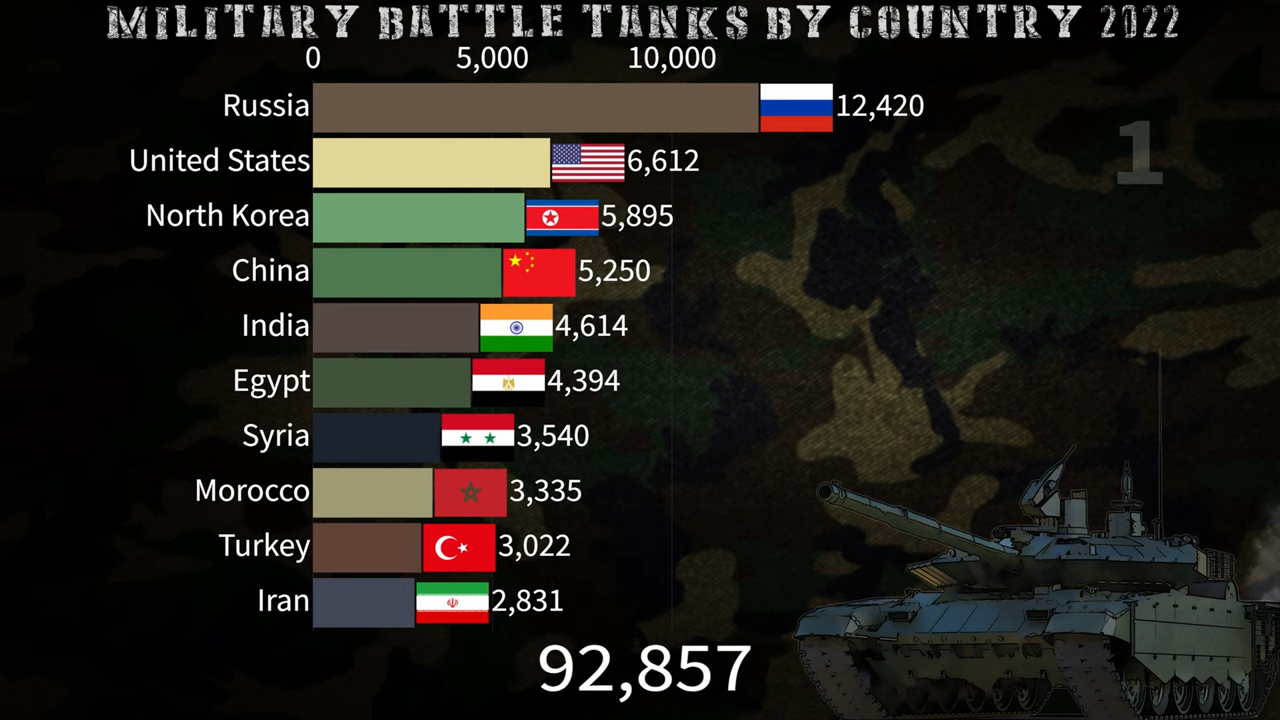 MILITARY BATTLE TANKS BY COUNTRY 2022
0 5,000 10,000
Russia 12,420
1
United States 6,612
North Korea 5,895
China 5,250
India 4,614
Egypt 4,394
Syria 3,540
Morocco 3,335
Turkey 3,022
Iran 2,831
92,857